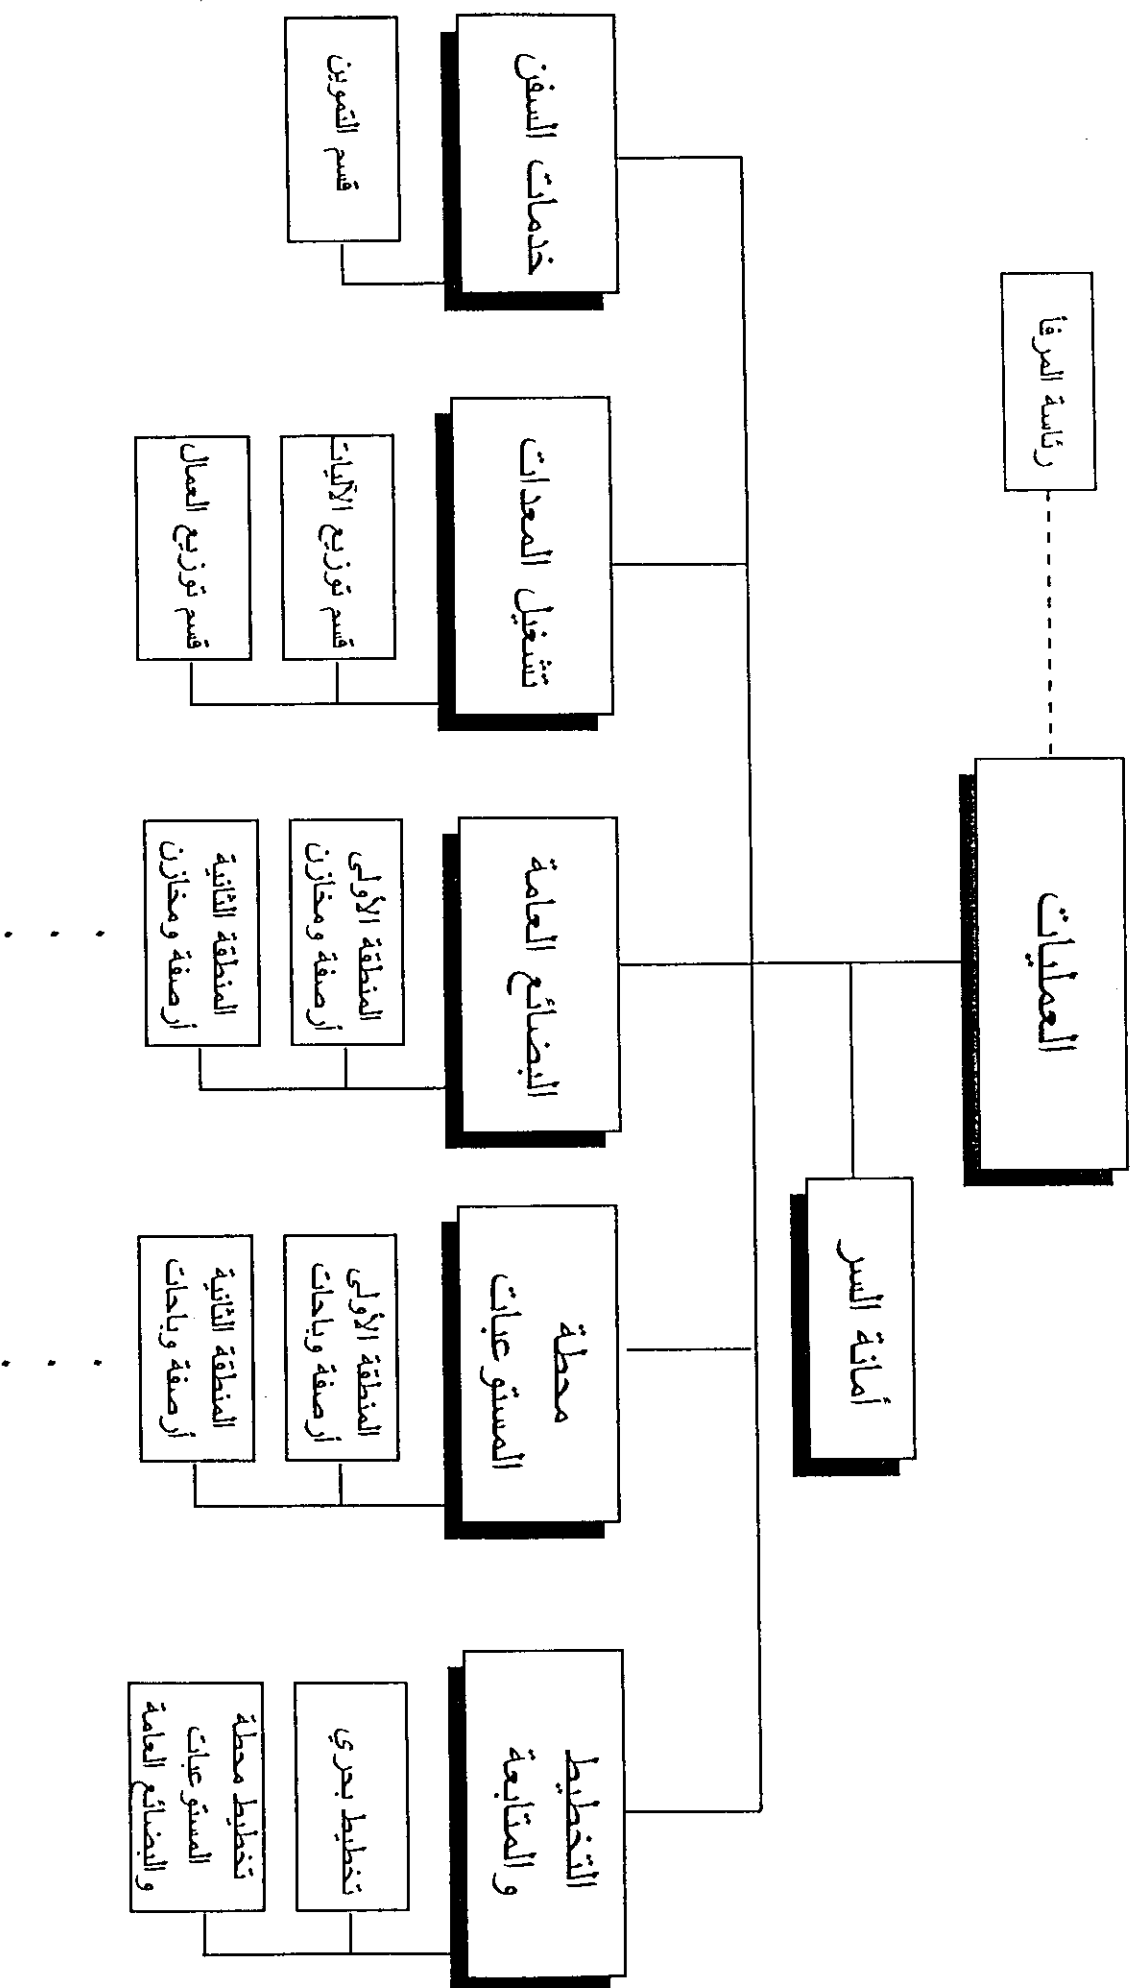 العمليات
رئاسة المرفأ
أمانة السر
التخطيط
والمتابعة
محطة
المستوعبات
البضائع العامة
تشغيل المعدات
خدمات السفن
تخطيط بحري
المنطقة الأولى
أرصفة وباحات
المنطقة الأولى
أرصفة ومخازن
قسم توزيع الآليات
قسم التموين
تخطيط محطة
المستوعبات
والبضائع العامة
المنطقة الثانية
أرصفة وباحات
المنطقة الثانية
أرصفة ومخازن
قسم توزيع العمال